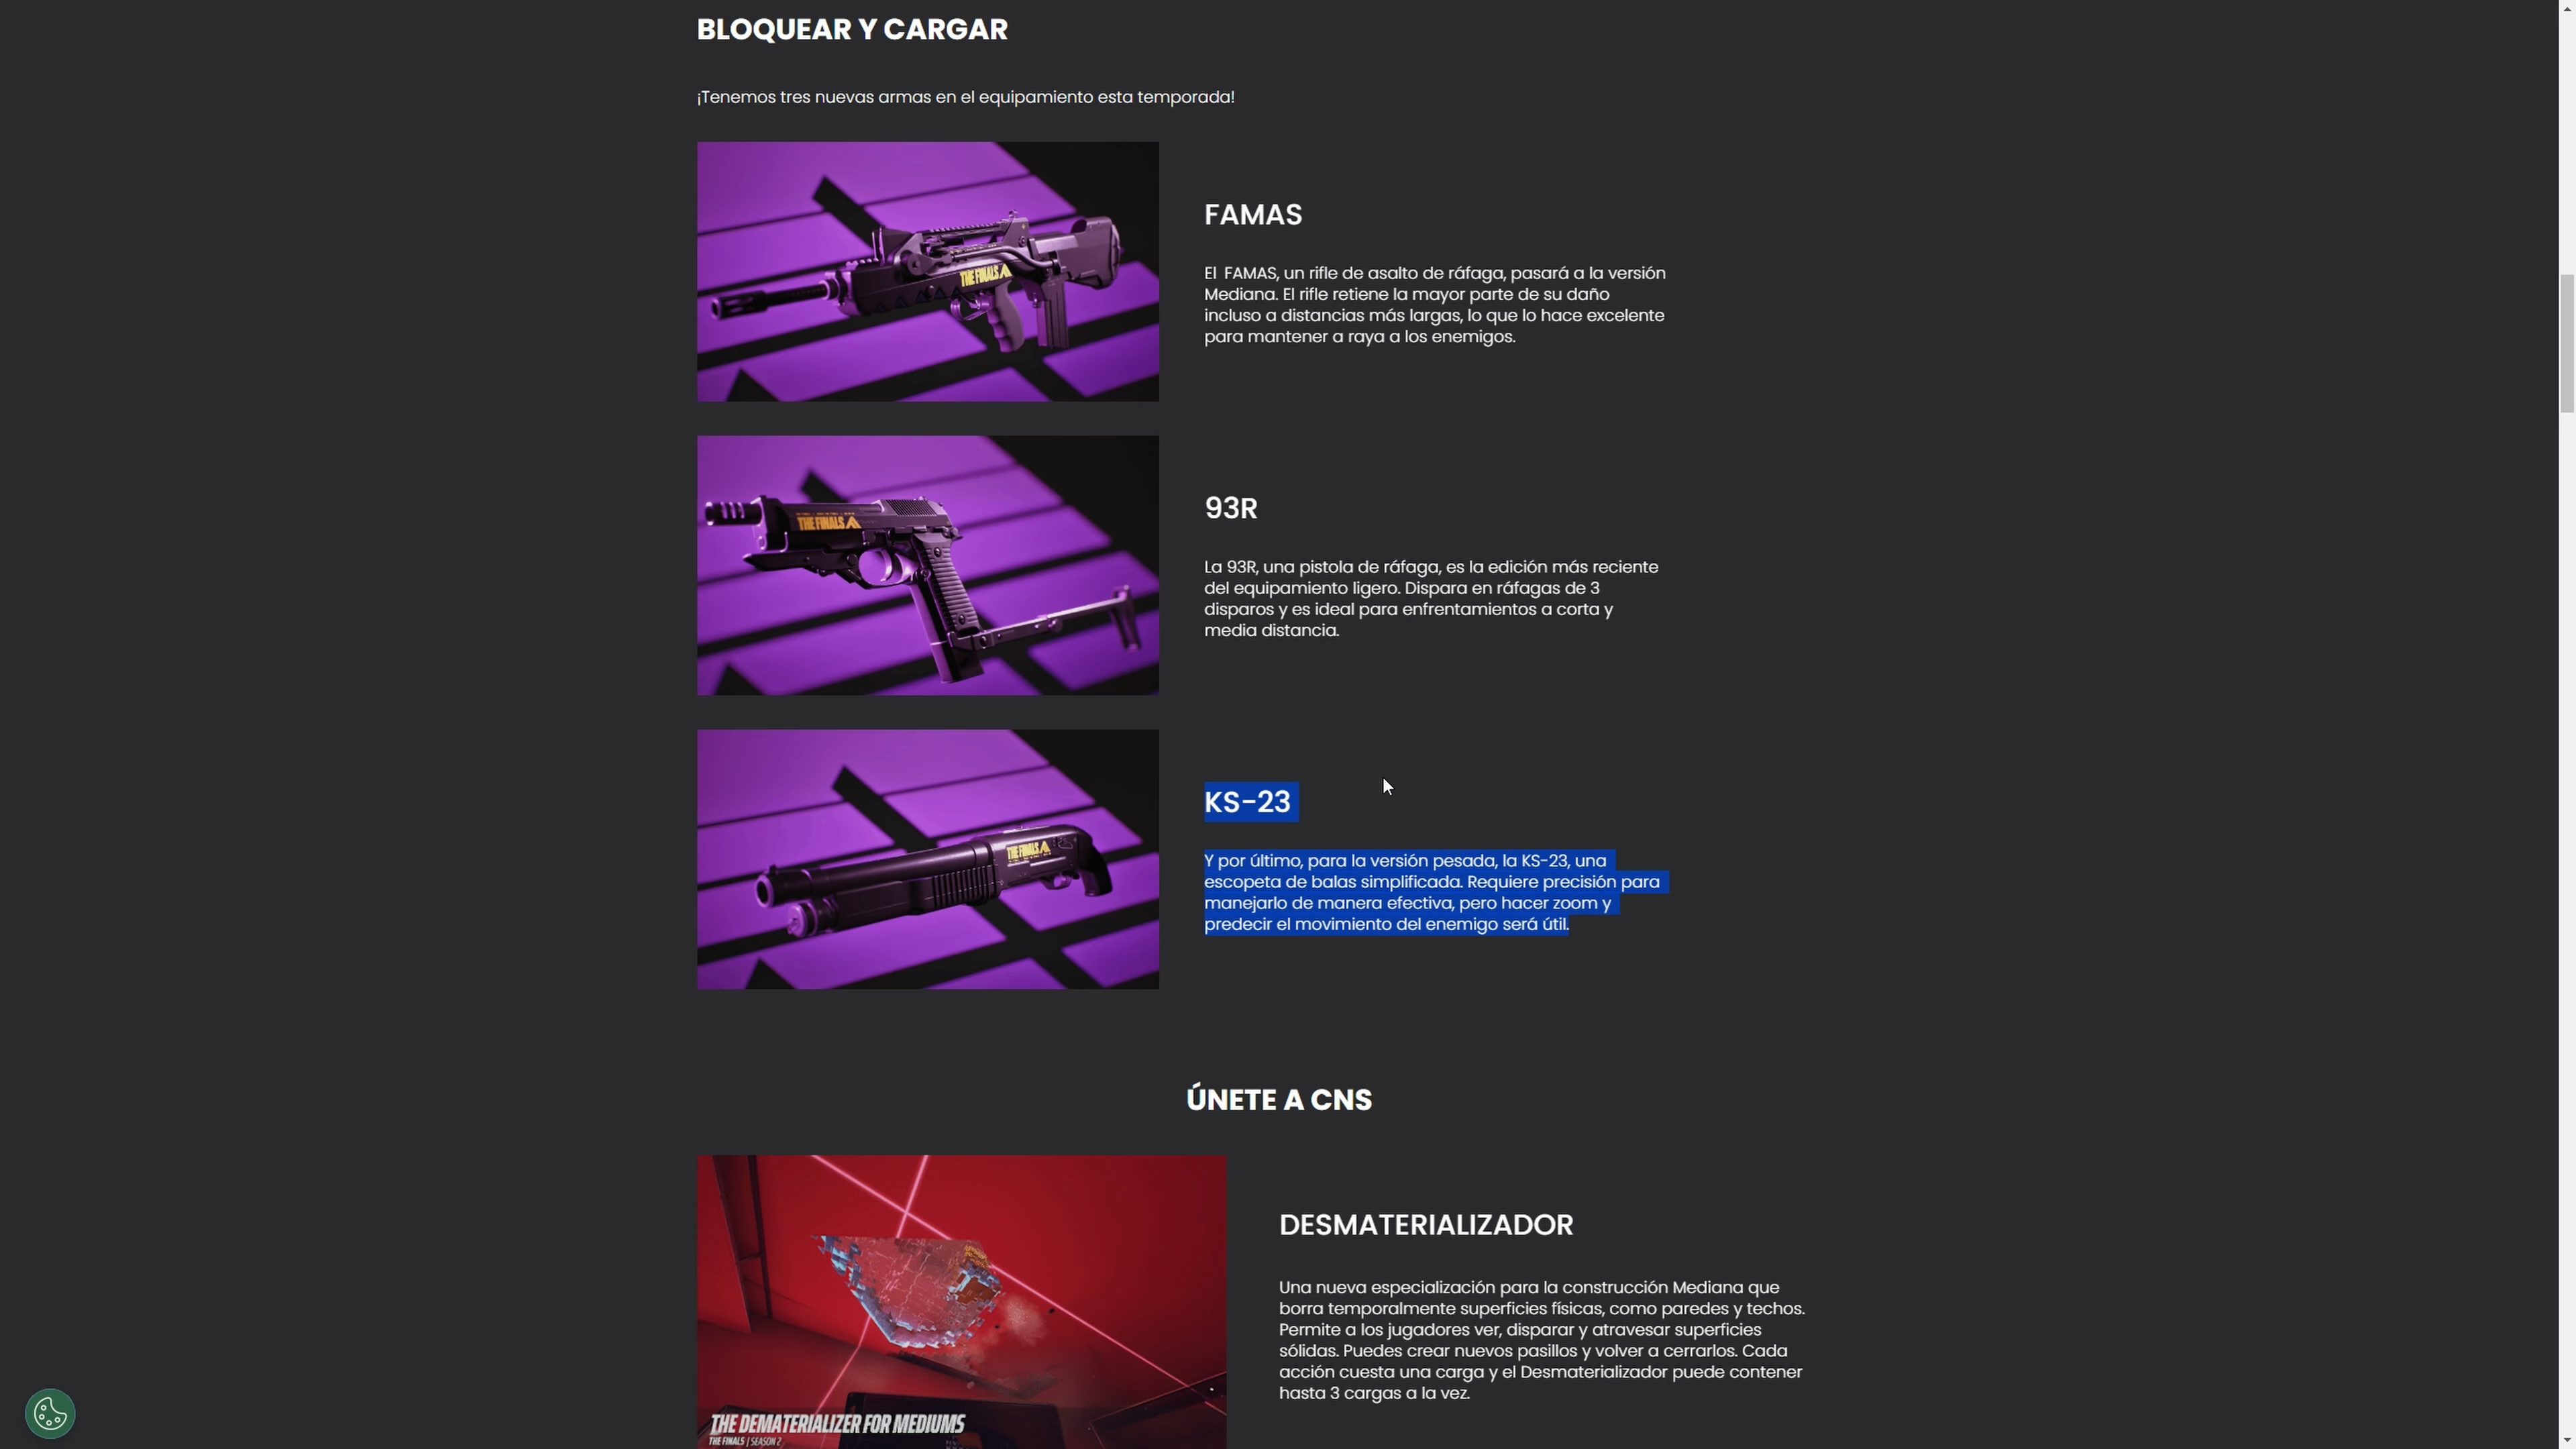 BLOQUEAR Y CARGAR
¡Tenemos tres nuevas armas en el equipamiento esta temporada!
THE FINALS
FAMAS
El FAMAS, un rifle de asalto de ráfaga, pasará a la versión
Mediana. El rifle retiene la mayor parte de su daño
incluso a distancias más largas, lo que lo hace excelente
para mantener a raya a los enemigos.
THE FINALS
93R
La 93R, una pistola de ráfaga, es la edición más reciente
del equipamiento ligero. Dispara en ráfagas de 3
disparos y es ideal para enfrentamientos a corta y
media distancia.
THE FINALS
KS-23
Y por último, para la versión pesada, la KS-23, una
escopeta de balas simplificada. Requiere precisión para
manejarlo de manera efectiva, pero hacer zoom y
predecir el movimiento del enemigo será útil.
ÚNETE A CNS
THE DEMATERIALIZER FOR MEDIUMS
THE FINALS | SEASON 2
DESMATERIALIZADOR
Una nueva especialización para la construcción Mediana que
borra temporalmente superficies físicas, como paredes y techos.
Permite a los jugadores ver, disparar y atravesar superficies
sólidas. Puedes crear nuevos pasillos y volver a cerrarlos. Cada
acción cuesta una carga y el Desmaterializador puede contener
hasta 3 cargas a la vez.